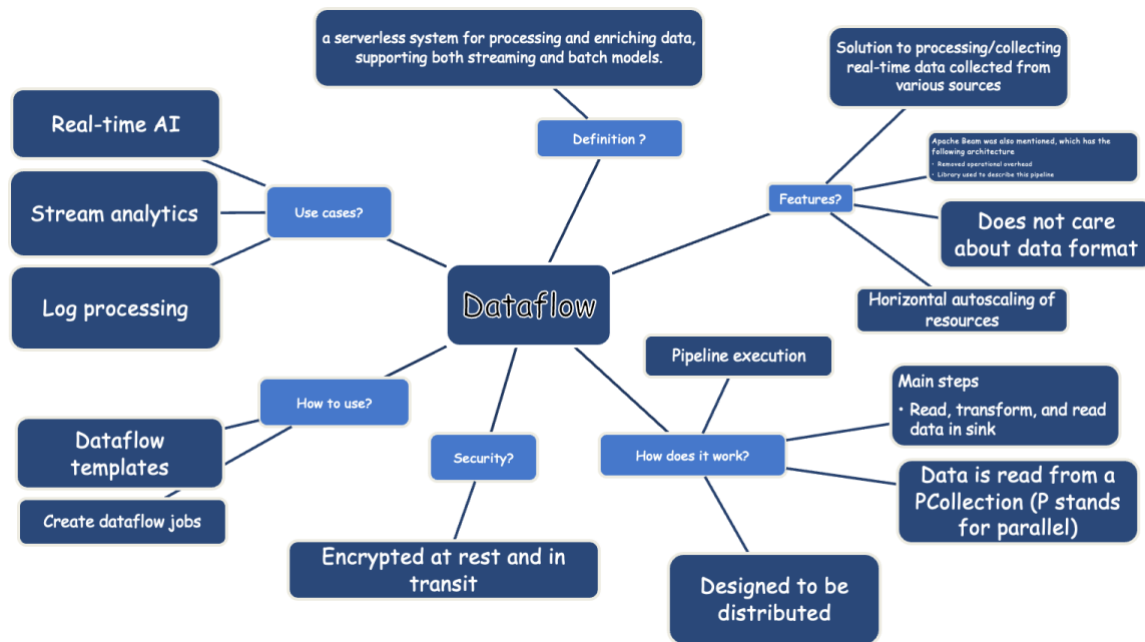 a serverless system for processing and enriching data,
supporting both streaming and batch models.
Solution to processing/collecting
real-time data collected from
various sources
Real-time AI
Definition ?
Apache Beam was also mentioned, which has the
following architecture
• Removed operational overhead
• Library used to describe this pipeline
Stream analytics
Use cases?
Features?
Does not care
about data format
Log processing
Dataflow
Horizontal autoscaling of
resources
Pipeline execution
How to use?
Main steps
• Read, transform, and read
data in sink
Dataflow
templates
Security?
How does it work?
Data is read from a
PCollection (P stands
for parallel)
Create dataflow jobs
Encrypted at rest and in
transit
Designed to be
distributed